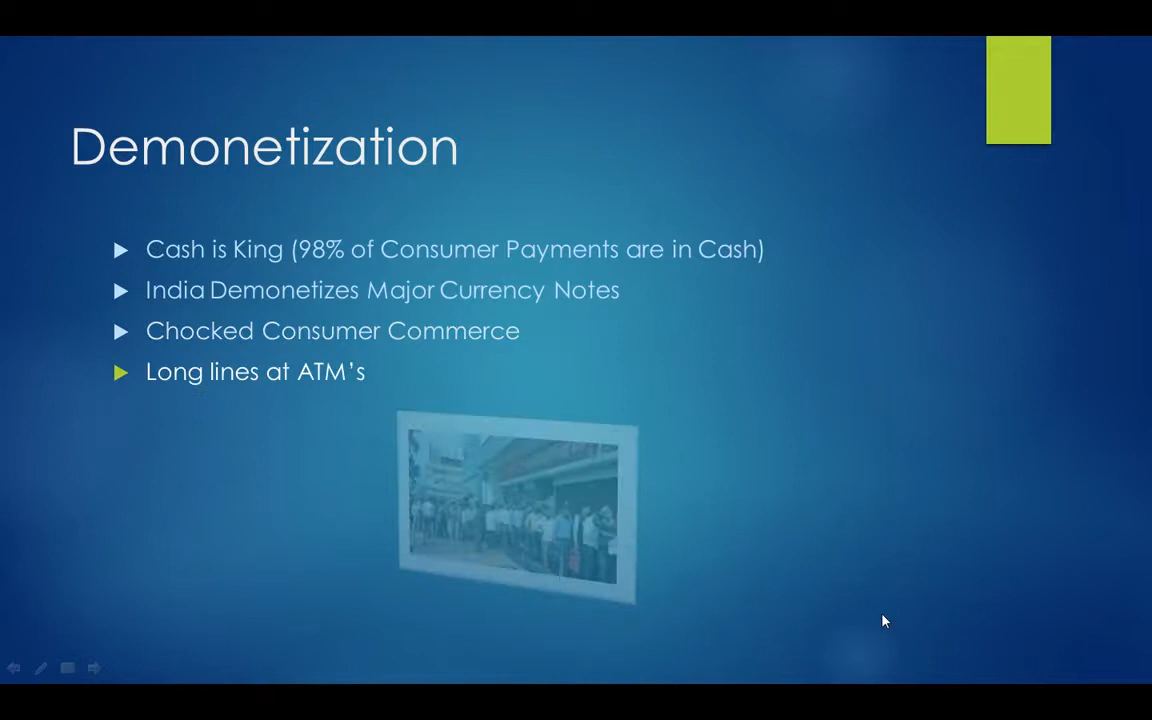 Demonetization
Cash is King (98% of Consumer Payments are in Cash)
India Demonetizes Major Currency Notes
Chocked Consumer Commerce
Long lines at ATM’s